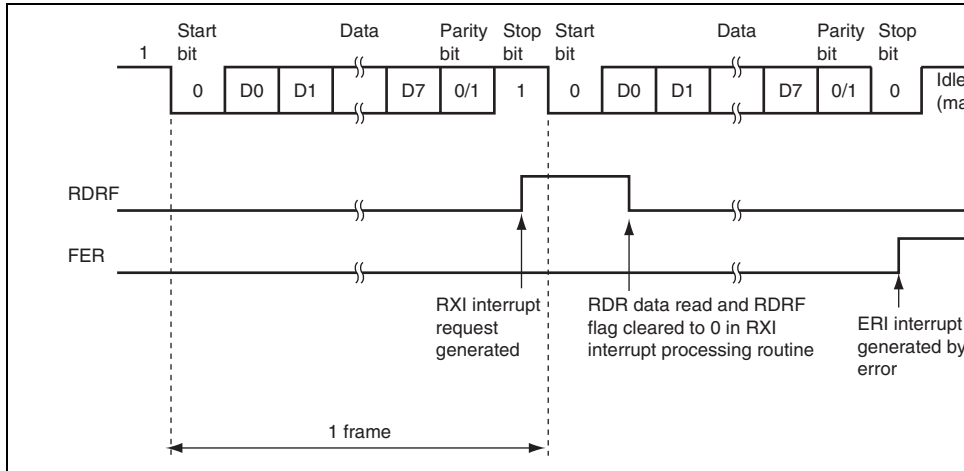 Start bit Data Parity bit Stop bit Start bit Data Parity bit Stop bit
1
0 D0 D1 D7 0/1 1 0 D0 D1 D7 0/1 0 Idle
RDRF
FER
RXI interrupt
request
generated
RDR data read and RDRF
flag cleared to 0 in RXI
interrupt processing routine
ERI interrupt
generated by
error
1 frame